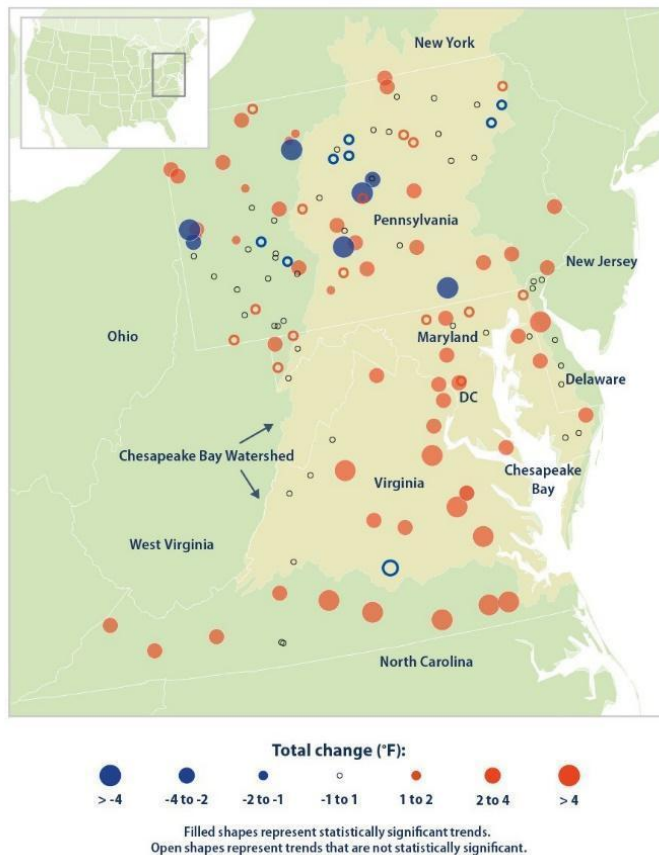 New York
Pennsylvania
New Jersey
Ohio
Maryland
Delaware
DC
Chesapeake Bay Watershed
Chesapeake
Bay
Virginia
West Virginia
North Carolina
Total change (°F):
> -4
-4 to -2
-2 to -1
-1 to 1
1 to 2
2 to 4
> 4
Filled shapes represent statistically significant trends.
Open shapes represent trends that are not statistically significant.